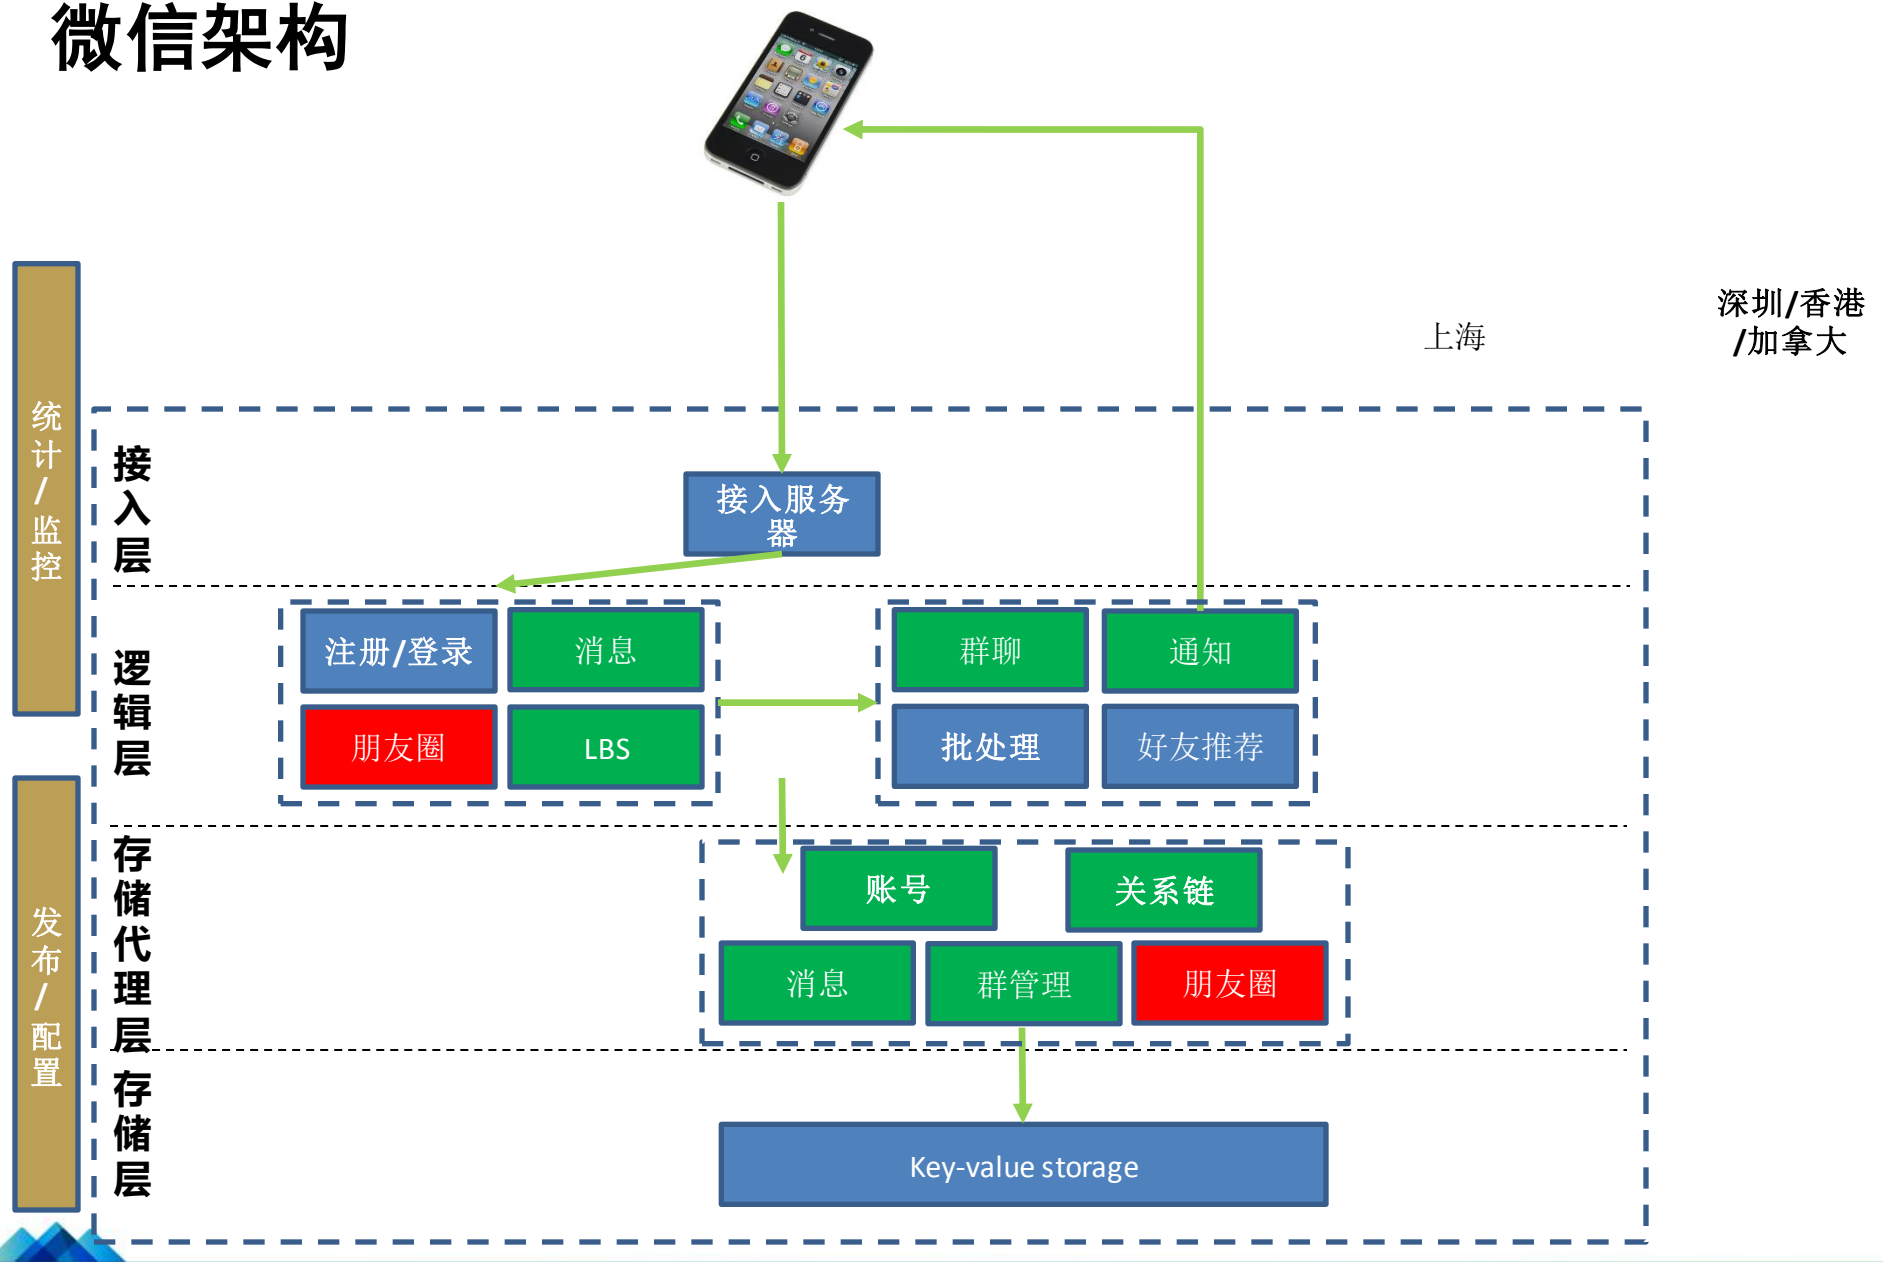 微信架构
深圳/香港
/加拿大
上海
统
计
/
监
控
接
入
层
接入服务
器
逻
辑
层
注册/登录
消息
朋友圈
LBS
群聊
通知
批处理
好友推荐
发
布
/
配
置
存
储
代
理
层
账号
关系链
消息
群管理
朋友圈
存
储
层
Key-value storage